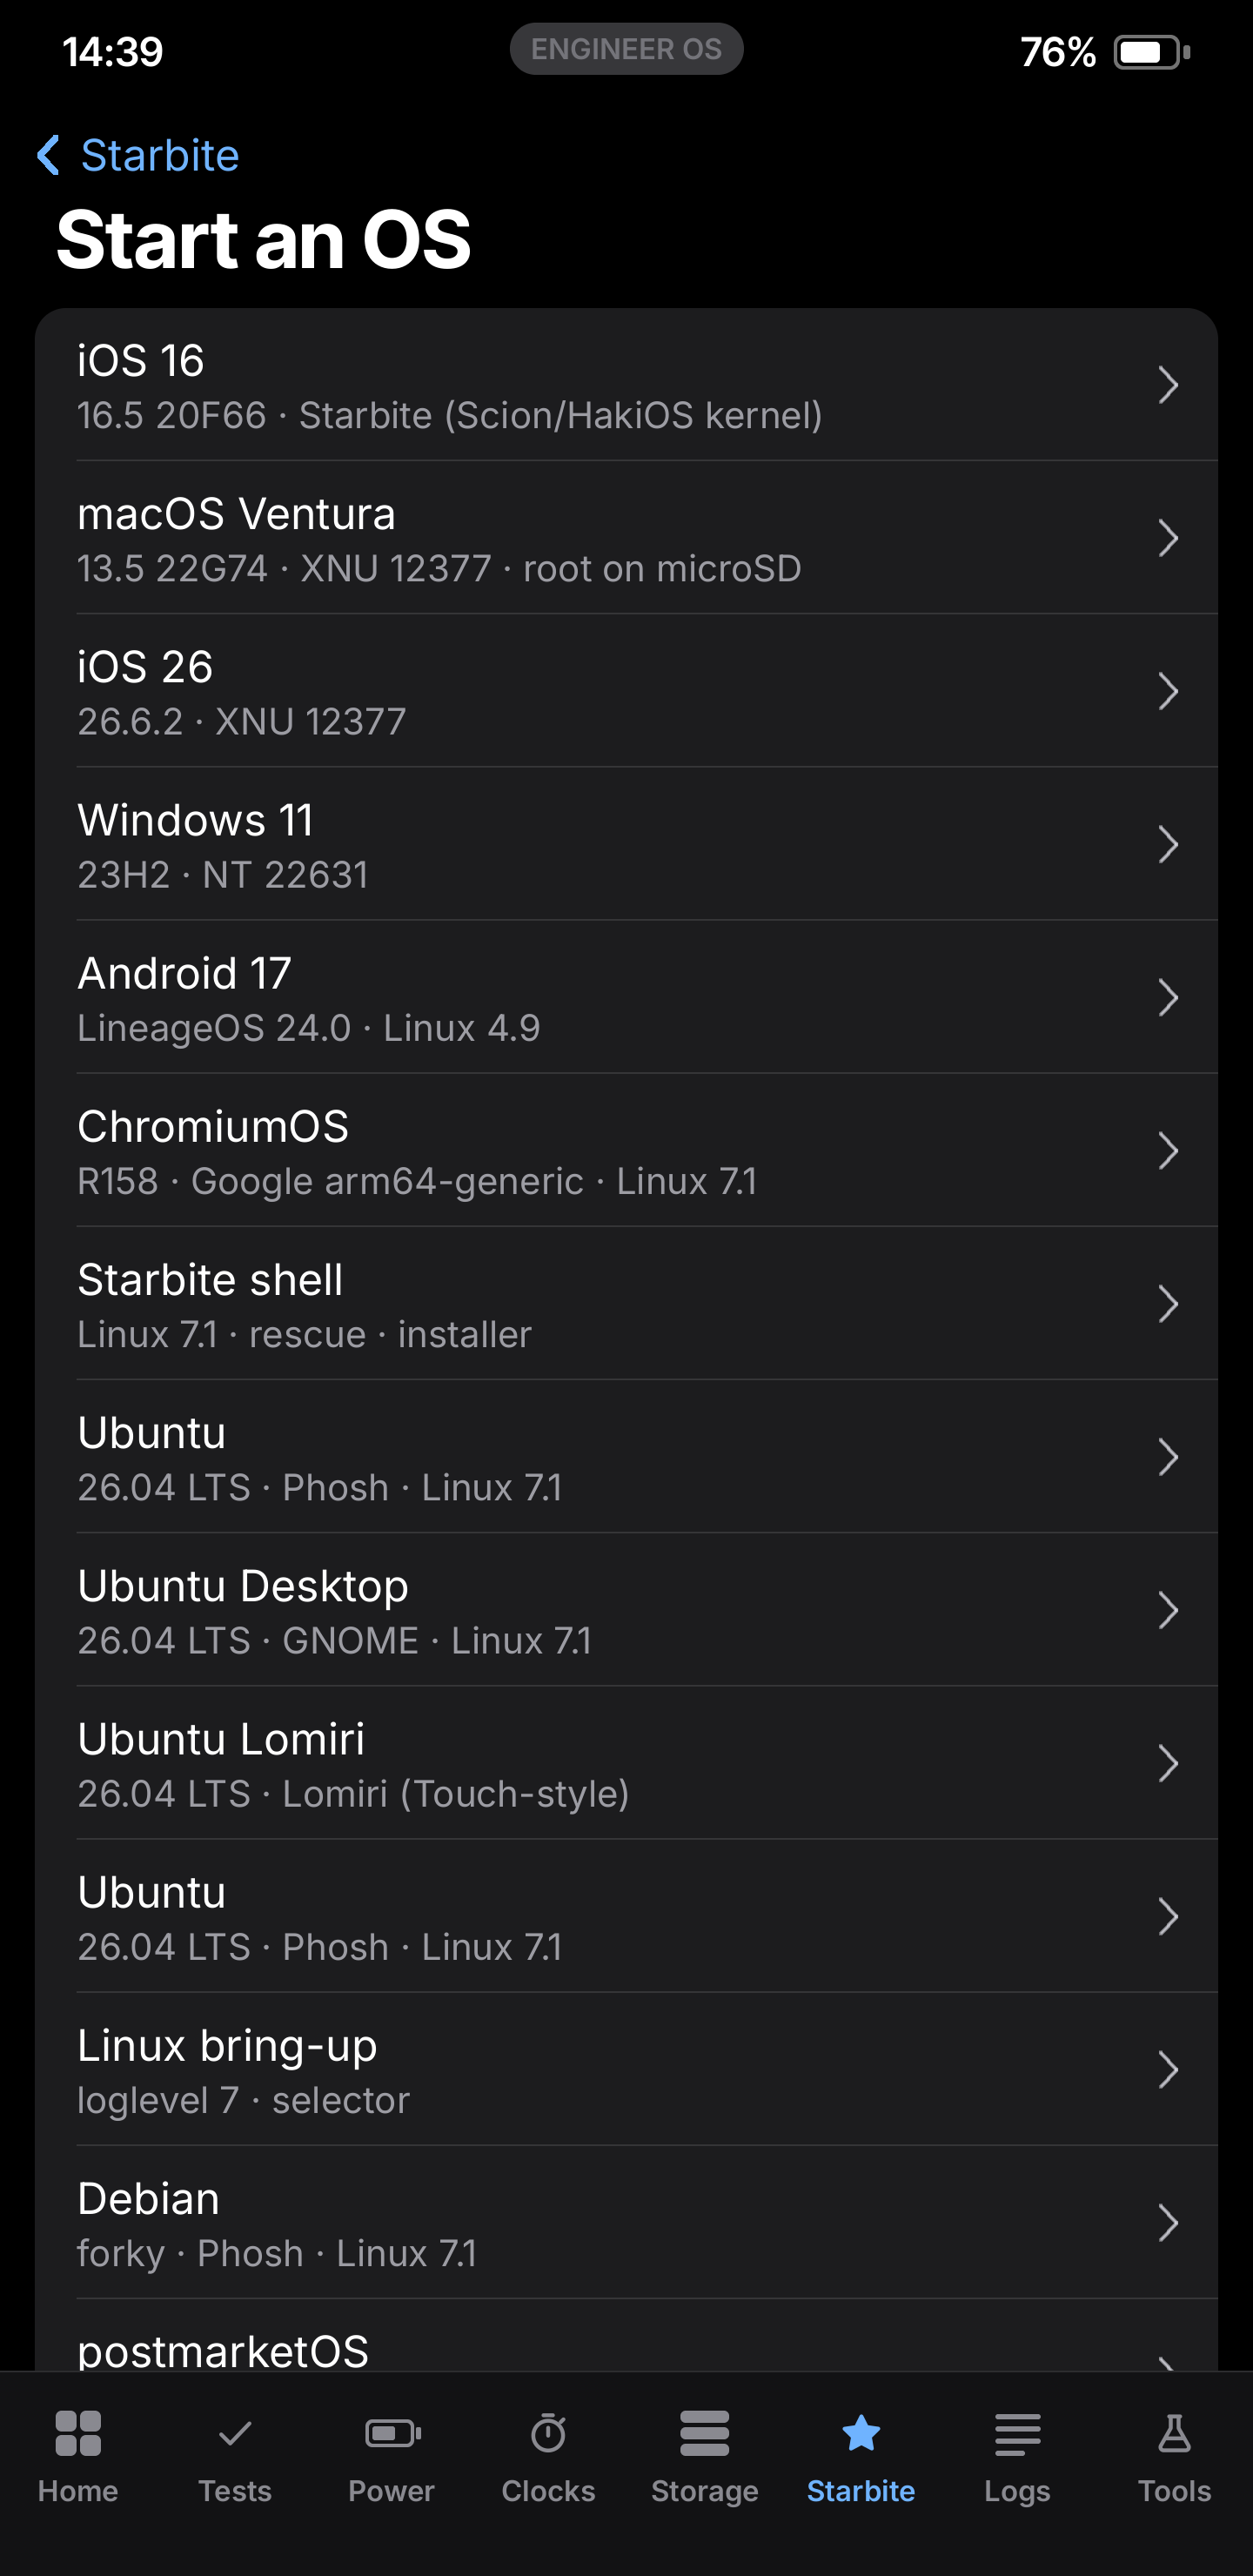 14:39
ENGINEER OS
76%
Starbite
Start an OS
iOS 16
16.5 20F66 · Starbite (Scion/HakiOS kernel)
macOS Ventura
13.5 22G74 · XNU 12377 · root on microSD
iOS 26
26.6.2 · XNU 12377
Windows 11
23H2 · NT 22631
Android 17
LineageOS 24.0 · Linux 4.9
ChromiumOS
R158 · Google arm64-generic · Linux 7.1
Starbite shell
Linux 7.1 · rescue · installer
Ubuntu
26.04 LTS · Phosh · Linux 7.1
Ubuntu Desktop
26.04 LTS · GNOME · Linux 7.1
Ubuntu Lomiri
26.04 LTS · Lomiri (Touch-style)
Ubuntu
26.04 LTS · Phosh · Linux 7.1
Linux bring-up
loglevel 7 · selector
Debian
forky · Phosh · Linux 7.1
postmarketOS
Home
Tests
Power
Clocks
Storage
Starbite
Logs
Tools